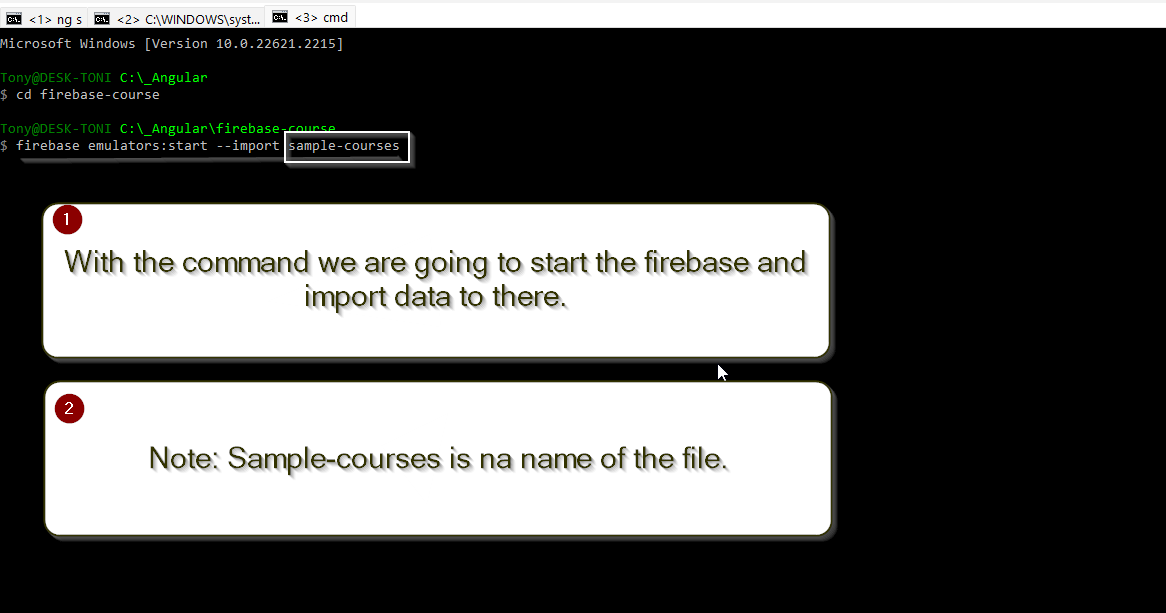 <1> ng s <2> C:\WINDOWS\syst... <3> cmd
Microsoft Windows [Version 10.0.22621.2215]
Tony@DESK-TONI C:\_Angular
$ cd firebase-course
Tony@DESK-TONI C:\_Angular\firebase-course
$ firebase emulators:start --import sample-courses
1
With the command we are going to start the firebase and
import data to there.
2
Note: Sample-courses is na name of the file.